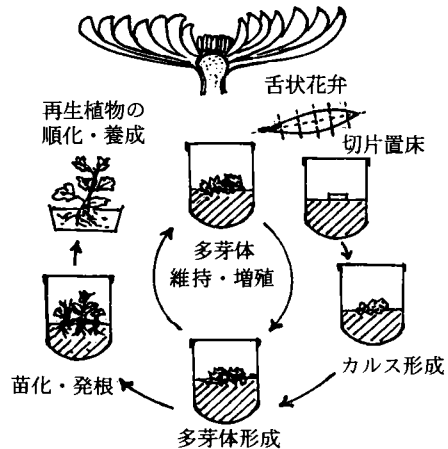 舌状花弁
切片置床
カルス形成
多芽体形成
多芽体
維持・増殖
苗化・発根
再生植物の
順化・養成